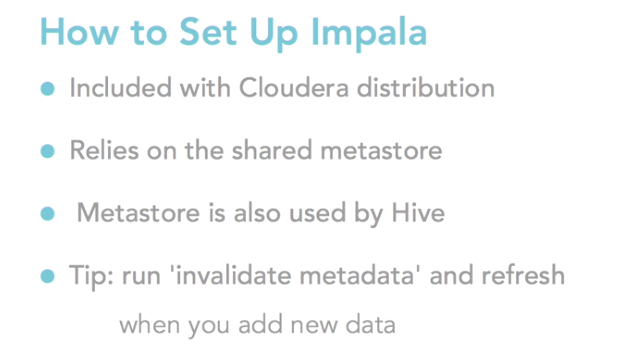 How to Set Up Impala
Included with Cloudera distribution
Relies on the shared metastore
Metastore is also used by Hive
Tip: run 'invalidate metadata' and refresh
when you add new data